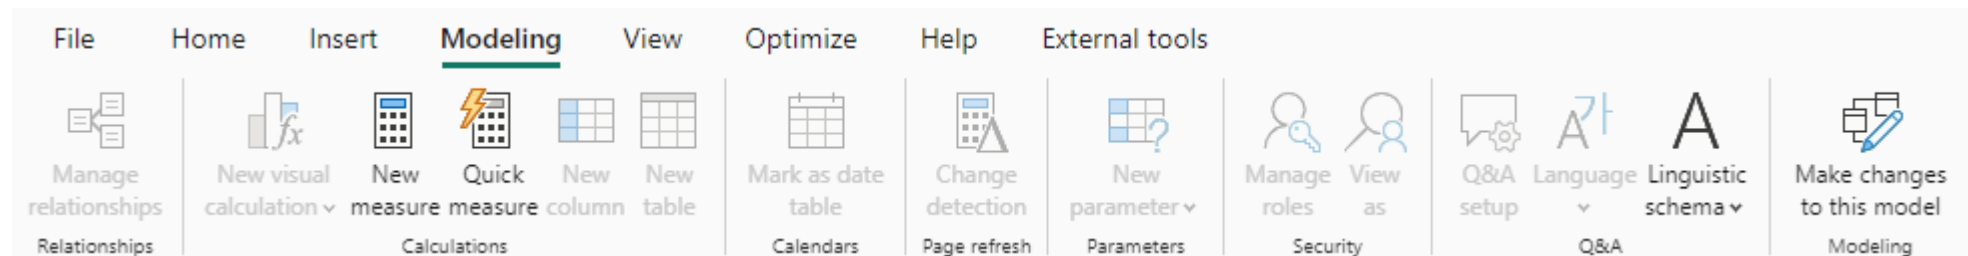 File Home Insert Modeling View Optimize Help External tools
Manage relationships New visual calculation New measure Quick measure New column New table Mark as date table Change detection New parameter Manage roles View as Q&A setup A가 Language A Linguistic schema Make changes to this model
Relationships Calculations Calendars Page refresh Parameters Security Q&A Modeling